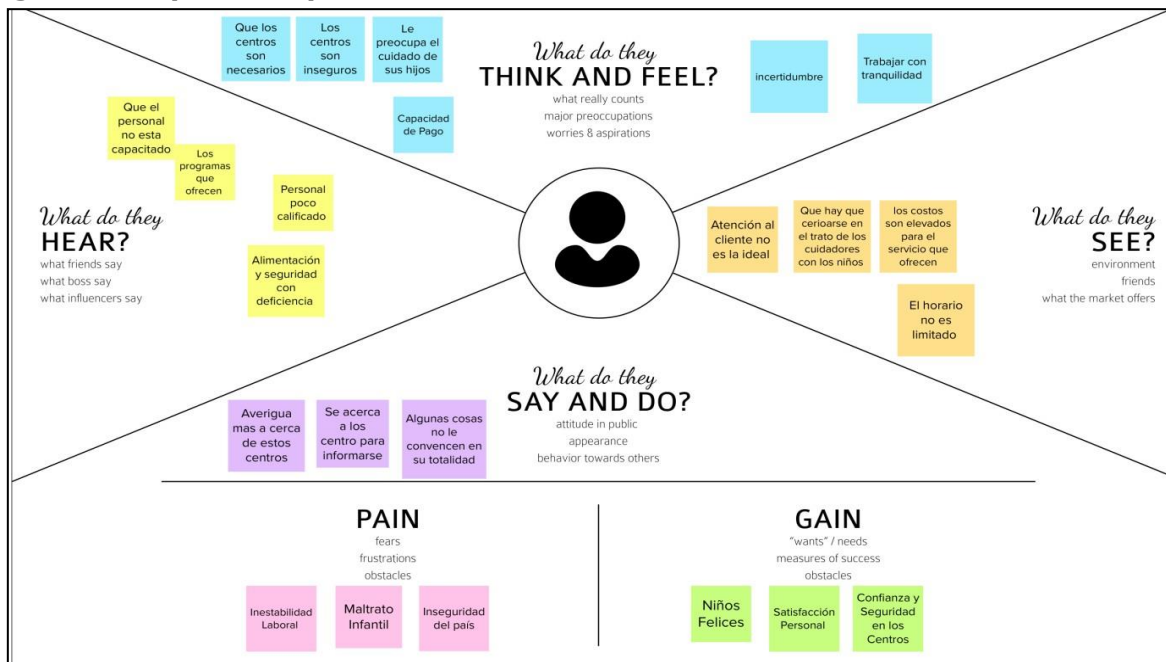 Que los
centros
son
necesarios
Los
centros
son
inseguros
Le
preocupa el
cuidado de
sus hijos
Capacidad
de Pago
What do they
THINK AND FEEL?
what really counts
major preoccupations
worries & aspirations
incertidumbre
Trabajar con
tranquilidad
Que el
personal
no esta
capacitado
Los
programas
que
ofrecen
Personal
poco
calificado
Alimentación
y seguridad
con
deficiencia
What do they
HEAR?
what friends say
what boss say
what influencers say
Atención al
cliente no
es la ideal
Que hay que
cerioarse en
el trato de los
cuidadores
con los niños
los costos
son elevados
para el
servicio que
ofrecen
El horario
no es
limitado
What do they
SEE?
environment
friends
what the market offers
What do they
SAY AND DO?
attitude in public
appearance
behavior towards others
Averigua
mas a cerca
de estos
centros
Se acerca
a los
centro para
informarse
Algunas cosas
no le
convencen en
su totalidad
PAIN
fears
frustrations
obstacles
Inestabilidad
Laboral
Maltrato
Infantil
Inseguridad
del país
GAIN
“wants” / needs
measures of success
obstacles
Niños
Felices
Satisfacción
Personal
Confianza y
Seguridad
en los
Centros